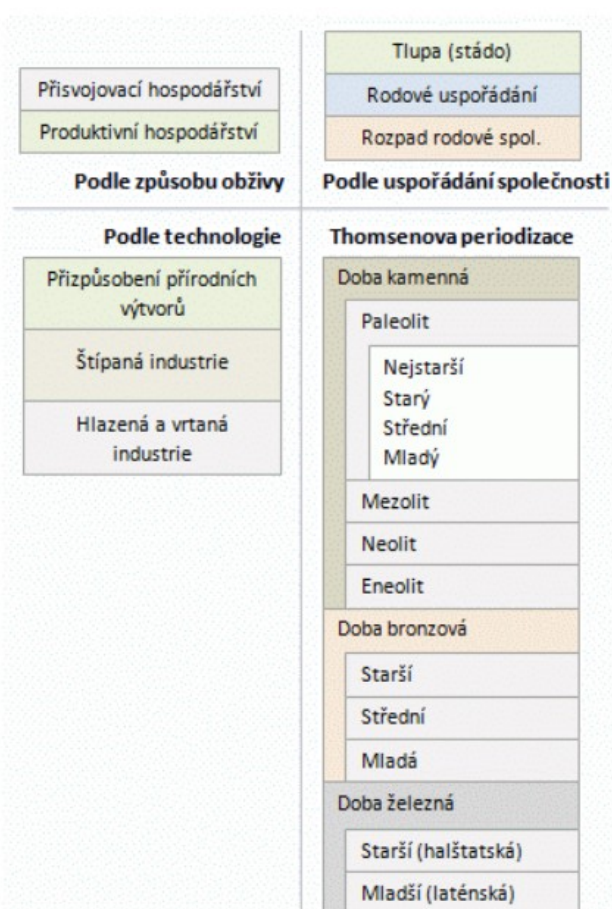 Přisvojovací hospodářství
Produktivní hospodářství
Podle způsobu obživy
Tlupa (stádo)
Rodové uspořádání
Rozpad rodové spol.
Podle uspořádání společnosti
Podle technologie
Přizpůsobení přírodních
výtvorů
Štípaná industrie
Hlazená a vrtaná
industrie
Thomsenova periodizace
Doba kamenná
Paleolit
Nejstarší
Starý
Střední
Mladý
Mezolit
Neolit
Eneolit
Doba bronzová
Starší
Střední
Mladá
Doba železná
Starší (halštatská)
Mladší (laténská)